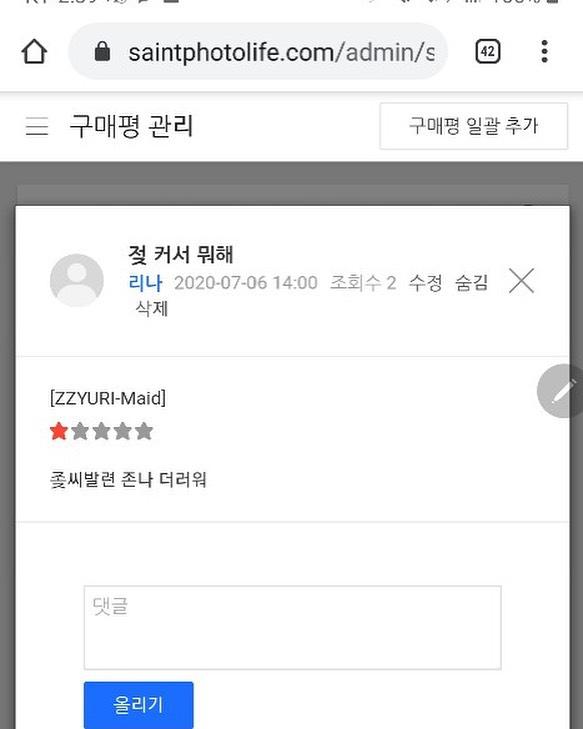 42
saintphotolife.com/admin/s
구매평 관리
구매평 일괄 추가
젖 커서 뭐해
리나 2020-07-06 14:00 조회수 2 수정 숨김
삭제
[ZZYURI-Maid]
좆씨발련 존나 더러워
댓글
올리기